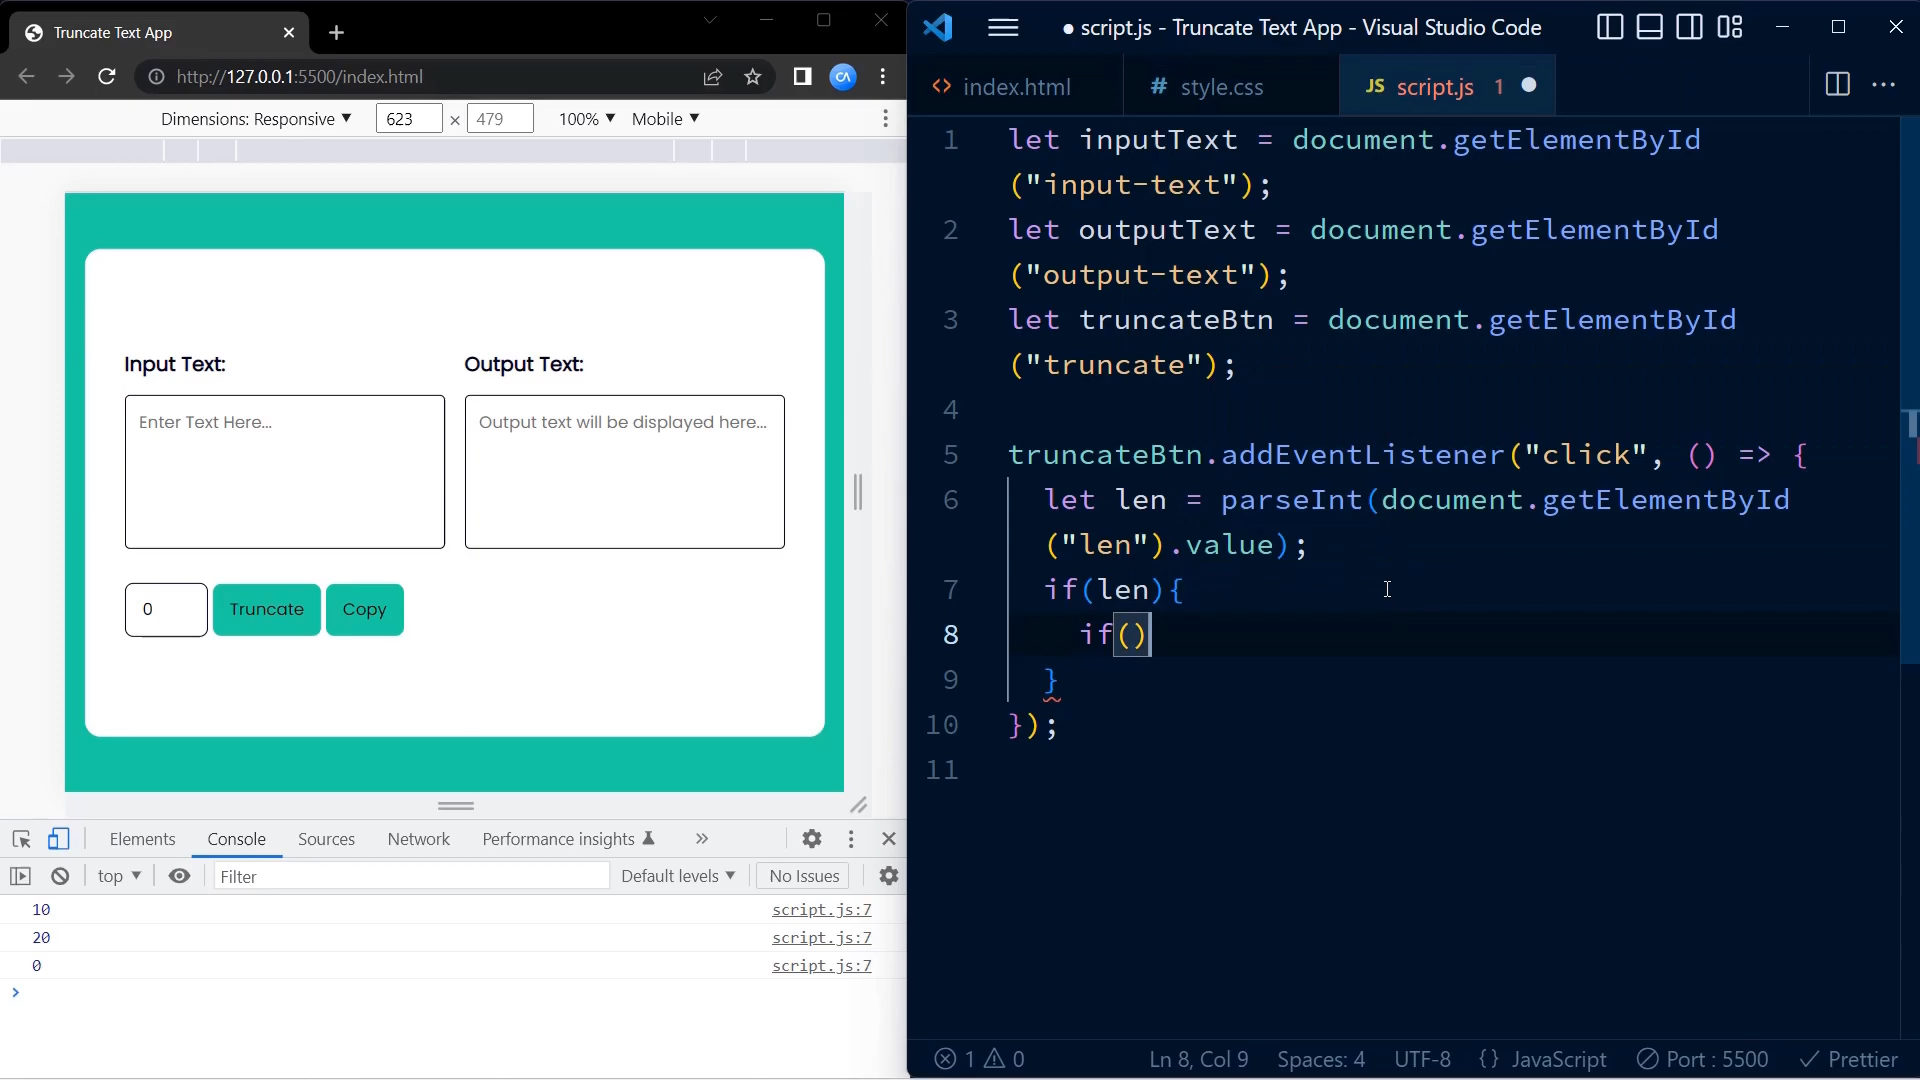 Truncate Text App
http://127.0.0.1:5500/index.html
CA
Dimensions: Responsive ▼ 623 × 479 100% ▼ Mobile ▼
Input Text:
Output Text:
Enter Text Here...
Output text will be displayed here...
0 Truncate Copy
Elements Console Sources Network Performance insights »
top ▼ Filter Default levels ▼ No Issues
10 script.js:7
20 script.js:7
0 script.js:7
>
● script.js - Truncate Text App - Visual Studio Code
<> index.html # style.css JS script.js 1 ●
1 let inputText = document.getElementById
("input-text");
2 let outputText = document.getElementById
("output-text");
3 let truncateBtn = document.getElementById
("truncate");
4
5 truncateBtn.addEventListener("click", () => {
6 let len = parseInt(document.getElementById
("len").value);
7 if(len){
8 if()
9 }
10 });
11
1 0 Ln 8, Col 9 Spaces: 4 UTF-8 {} JavaScript Port : 5500 ✓ Prettier